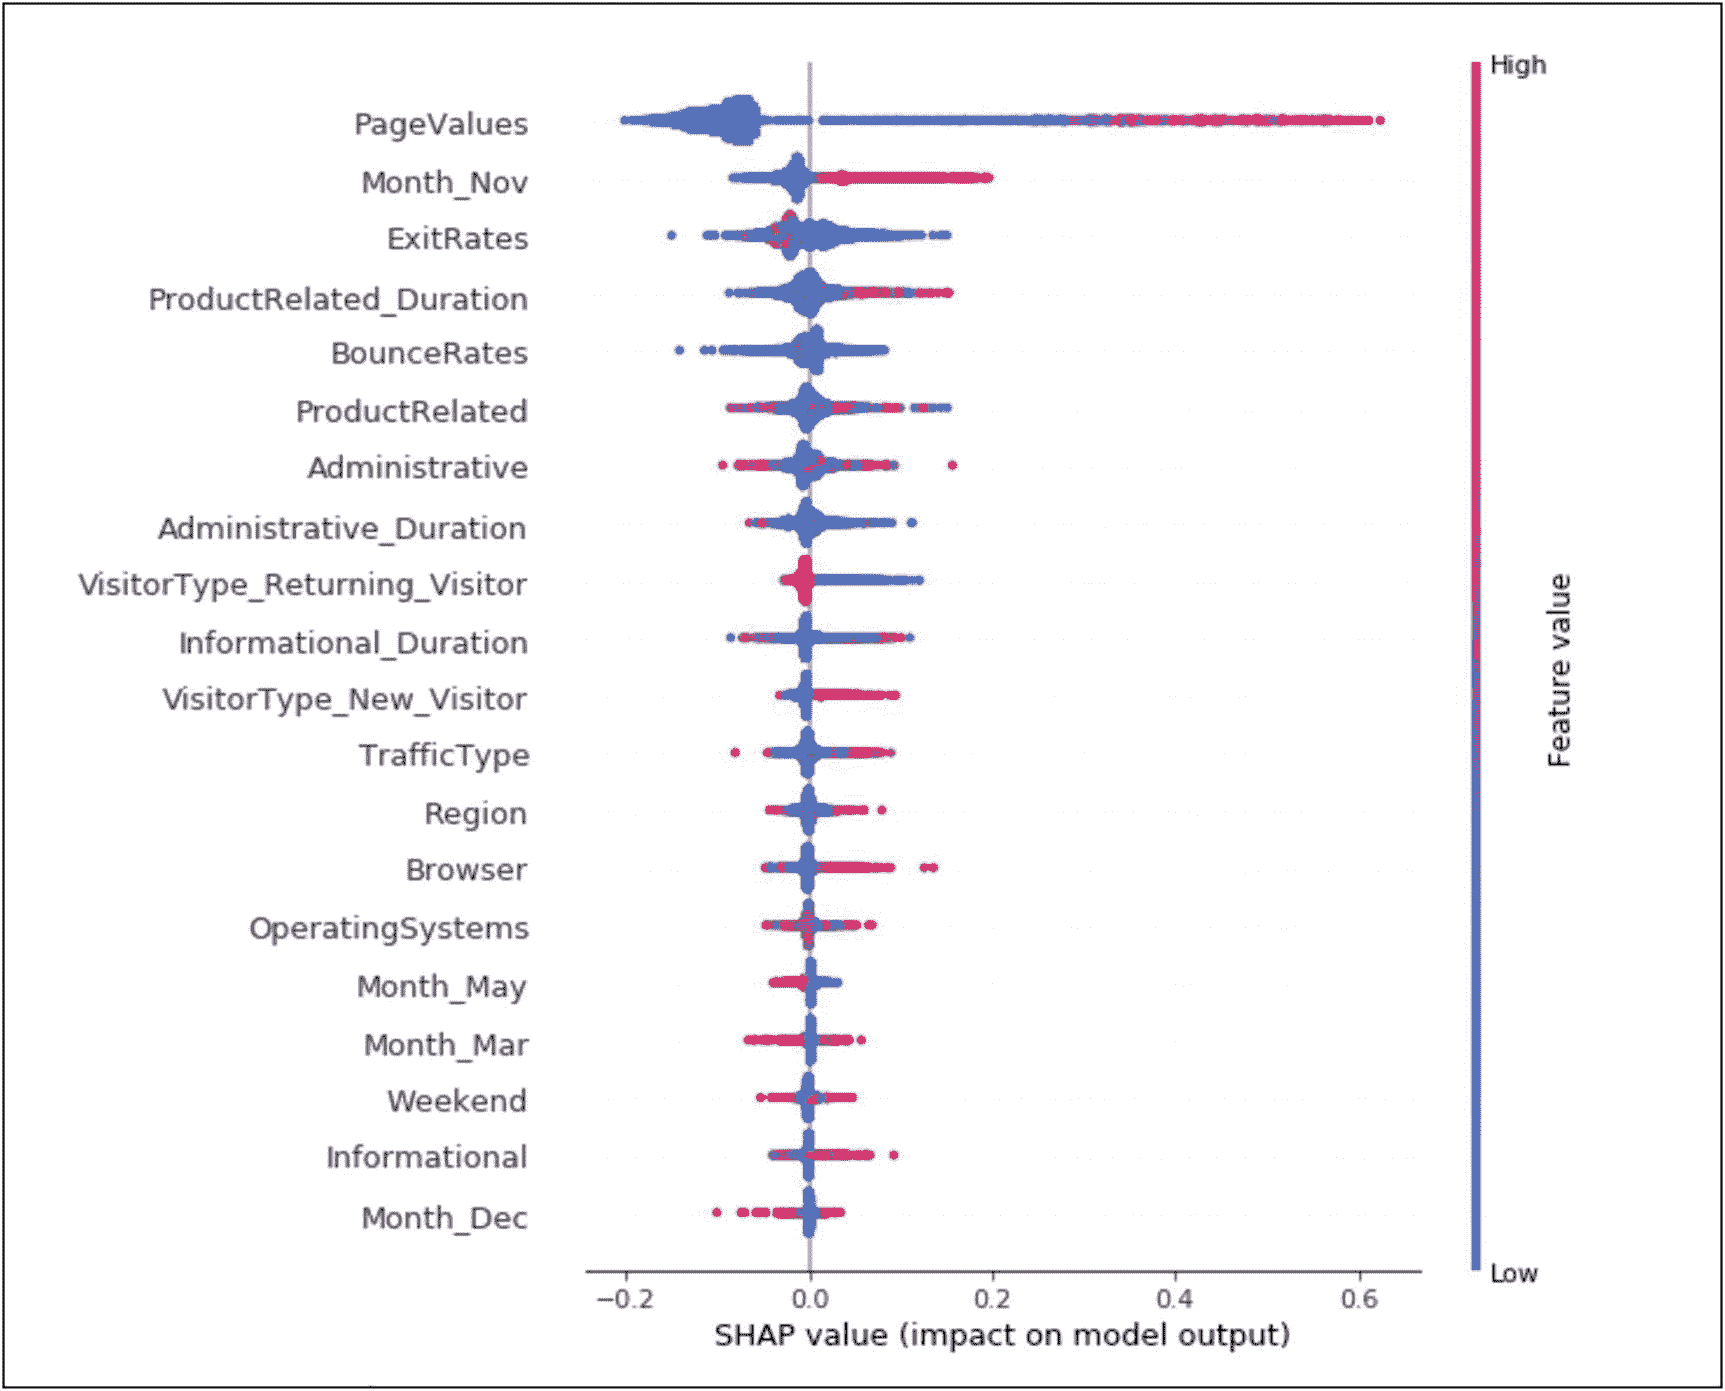 High
PageValues
Month_Nov
ExitRates
ProductRelated_Duration
BounceRates
ProductRelated
Administrative
Administrative_Duration
VisitorType_Returning_Visitor
Informational_Duration
VisitorType_New_Visitor
TrafficType
Region
Browser
OperatingSystems
Month_May
Month_Mar
Weekend
Informational
Month_Dec
Feature value
Low
−0.2 0.0 0.2 0.4 0.6
SHAP value (impact on model output)